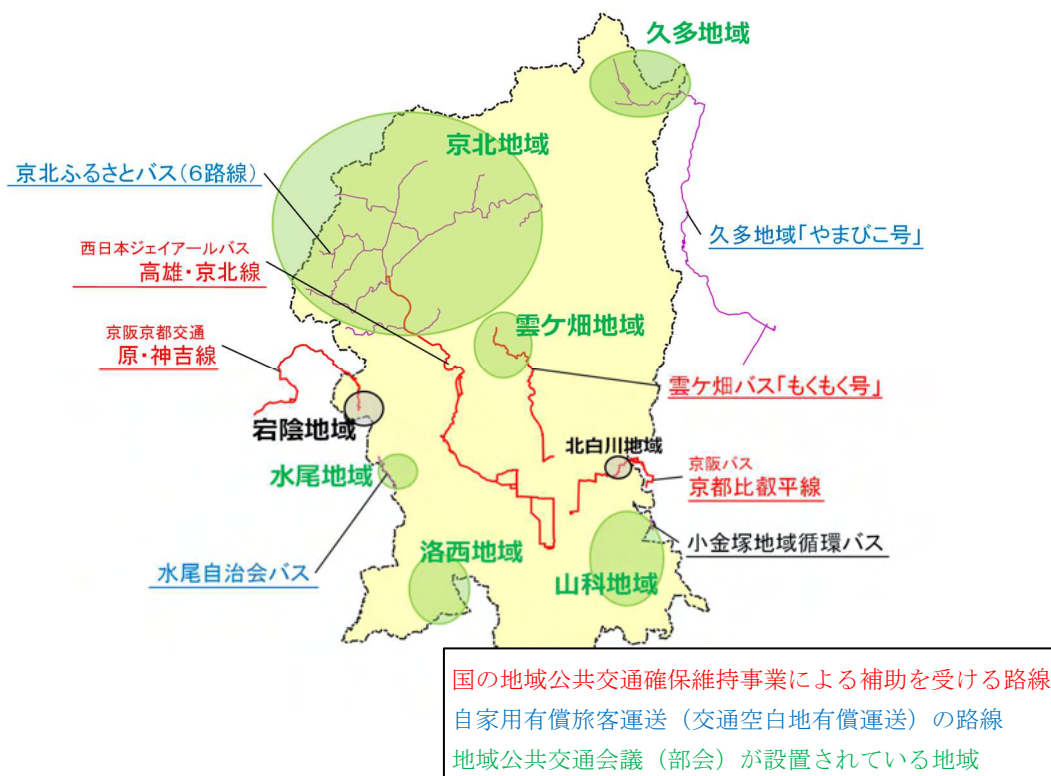 久多地域
京北地域
京北ふるさとバス(6路線)
久多地域「やまびこ号」
西日本ジェイアールバス
高雄・京北線
雲ケ畑地域
京阪京都交通
原・神吉線
雲ケ畑バス「もくもく号」
宕陰地域
北白川地域
水尾地域
京阪バス
京都比叡平線
小金塚地域循環バス
洛西地域
水尾自治会バス
山科地域
国の地域公共交通確保維持事業による補助を受ける路線
自家用有償旅客運送（交通空白地有償運送）の路線
地域公共交通会議（部会）が設置されている地域